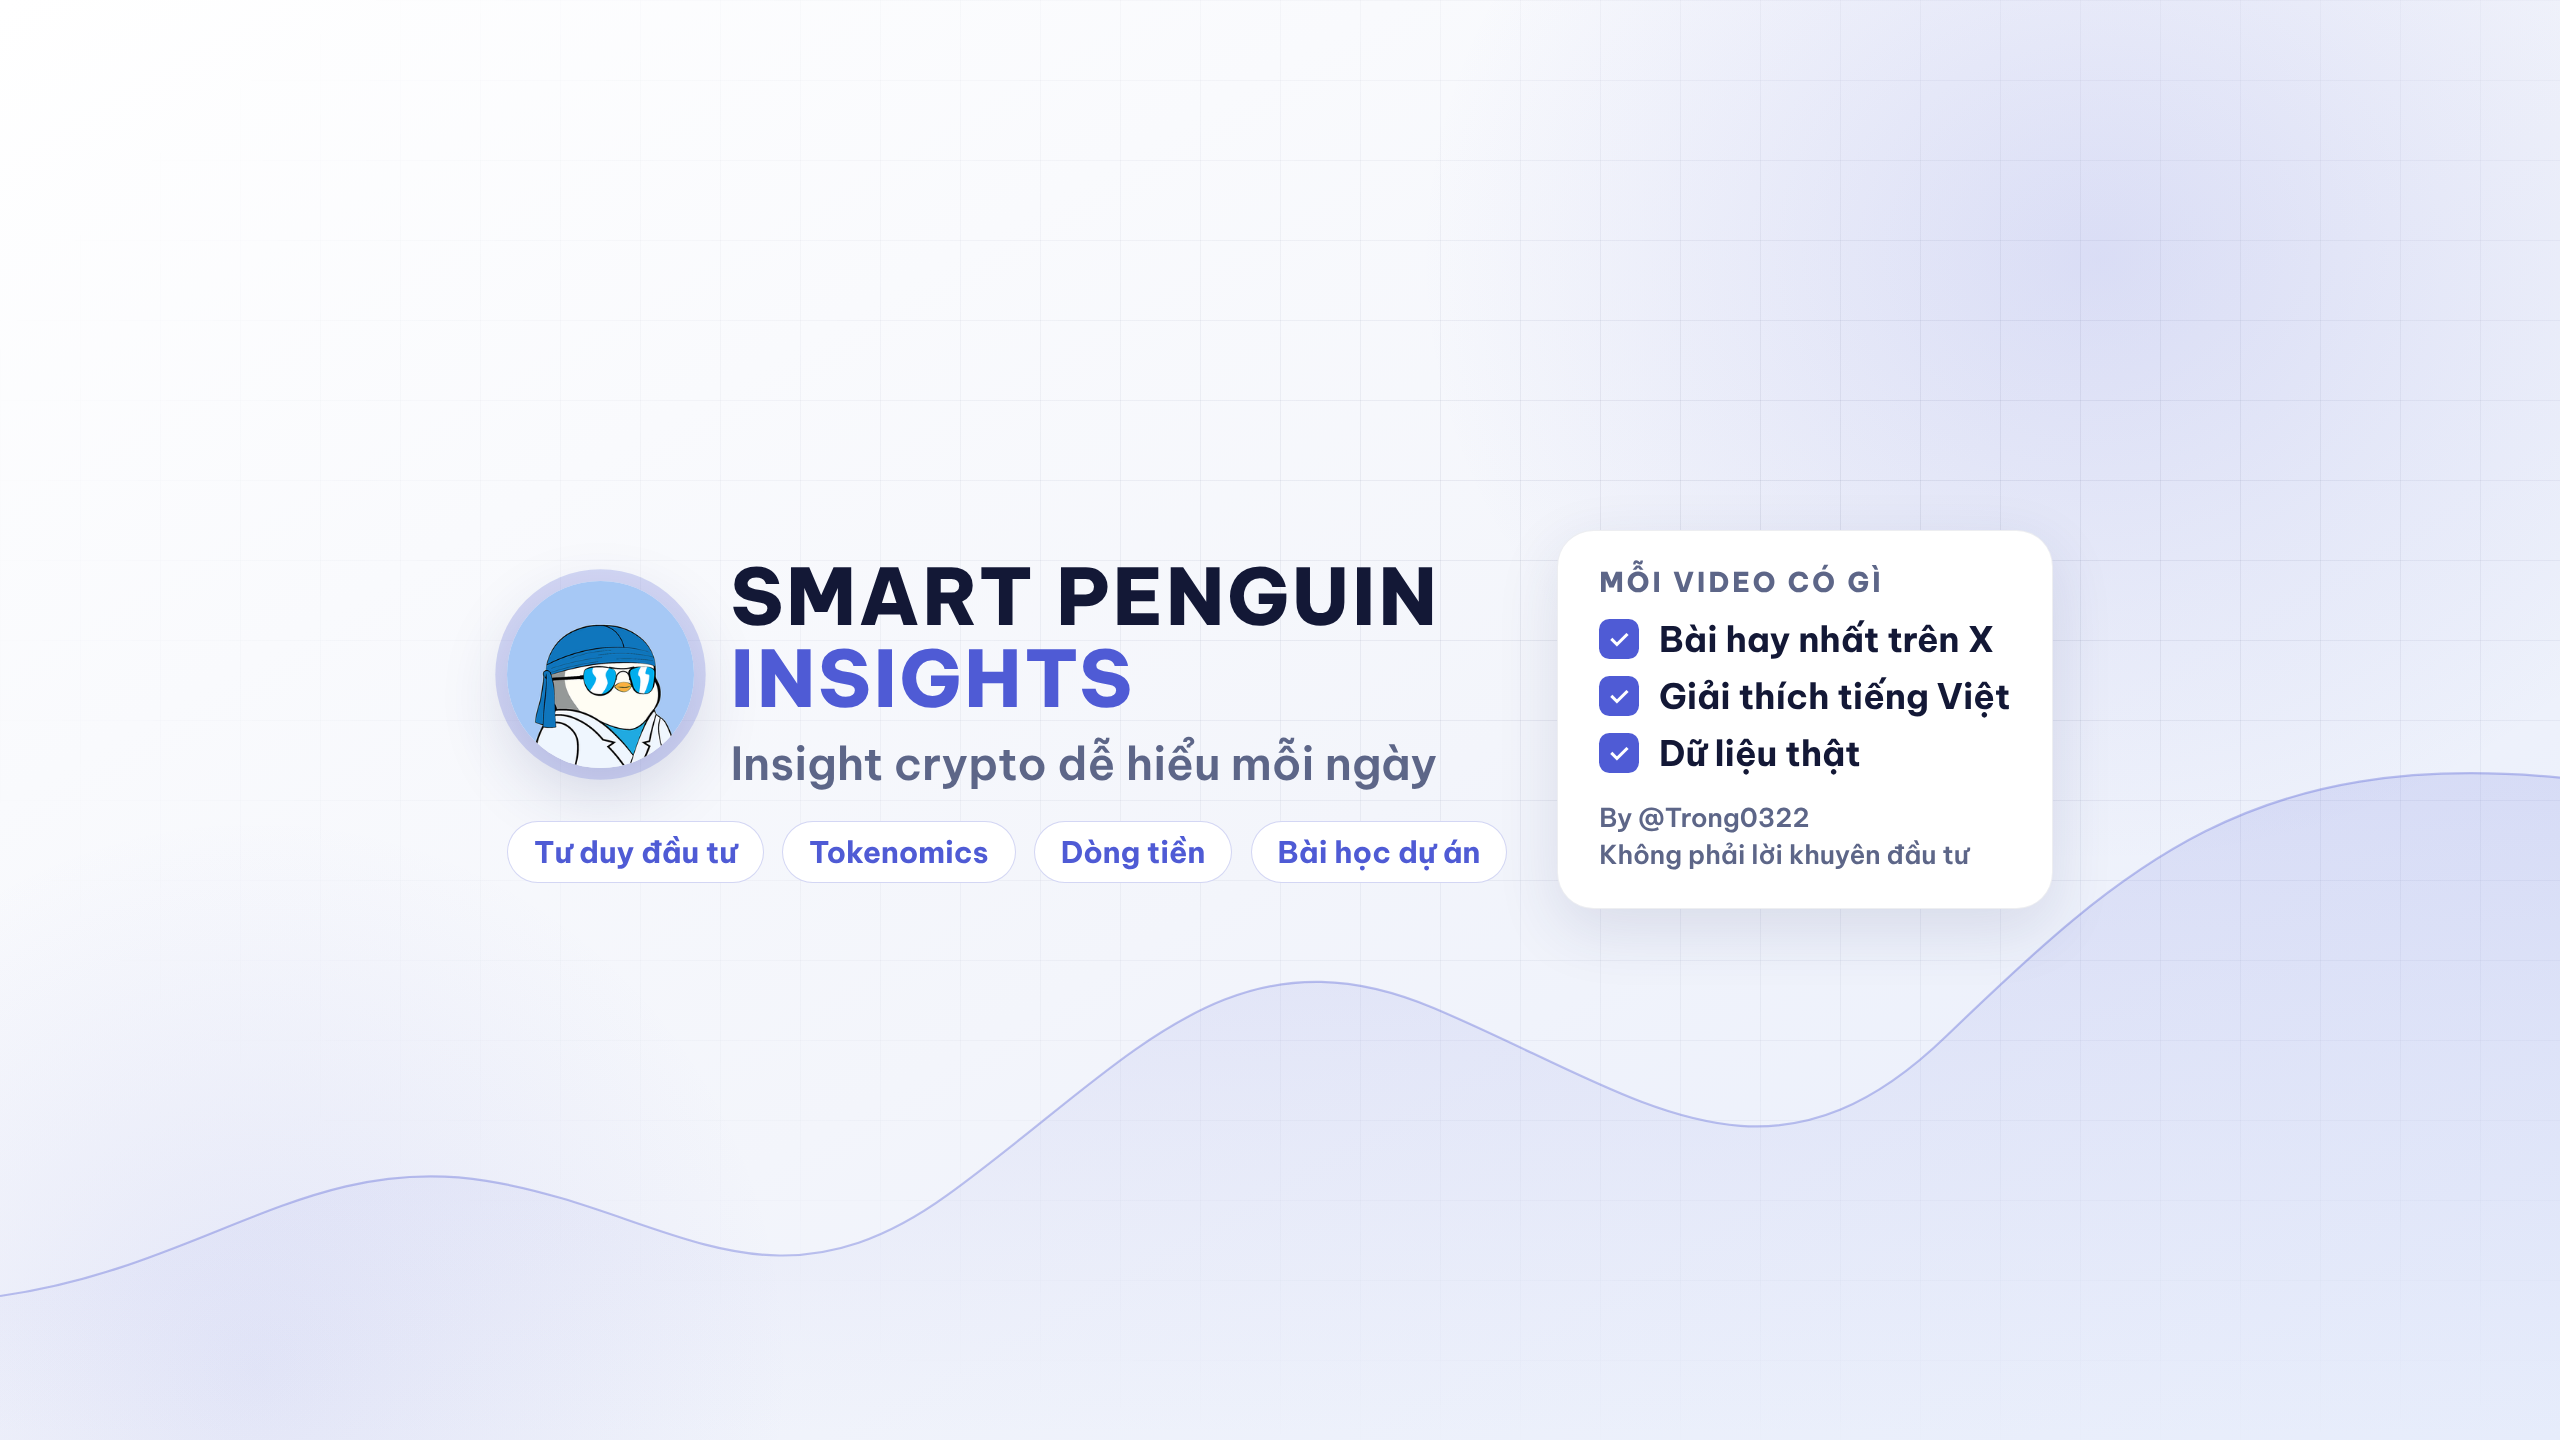 SMART PENGUIN
INSIGHTS
Insight crypto dễ hiểu mỗi ngày
Tư duy đầu tư
Tokenomics
Dòng tiền
Bài học dự án
MỖI VIDEO CÓ GÌ
Bài hay nhất trên X
Giải thích tiếng Việt
Dữ liệu thật
By @Trong0322
Không phải lời khuyên đầu tư